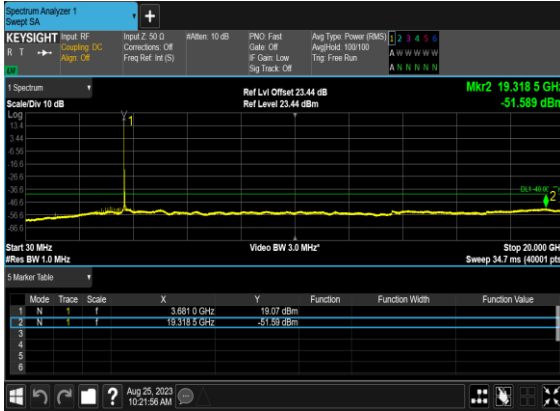 Spectrum Analyzer 1
Swept SA
+
KEYSIGHT Input: RF Input Z: 50 Ω #Atten: 10 dB PNO: Fast Avg Type: Power (RMS) 1 2 3 4 5 6
R T Coupling: DC Corrections: Off Gate: Off Avg|Hold: 100/100 A W W W W W
Align: Off Freq Ref: Int (S) IF Gain: Low Trig: Free Run
Sig Track: Off A N N N N N
1 Spectrum Ref Lvl Offset 23.44 dB Mkr2 19.318 5 GHz
Scale/Div 10 dB Ref Level 23.44 dBm -51.589 dBm
Log
13.4
3.44
-6.56
-16.6
-26.6
-36.6
-46.6
-56.6
-66.6
1
2
Start 30 MHz Video BW 3.0 MHz* Stop 20.000 GH
#Res BW 1.0 MHz Sweep 34.7 ms (40001 pts
5 Marker Table
Mode Trace Scale X Y Function Function Width Function Value
1 N 1 f 3.681 0 GHz 19.07 dBm
2 N 1 f 19.318 5 GHz -51.59 dBm
3
4
5
6
?
Aug 25, 2023
10:21:56 AM